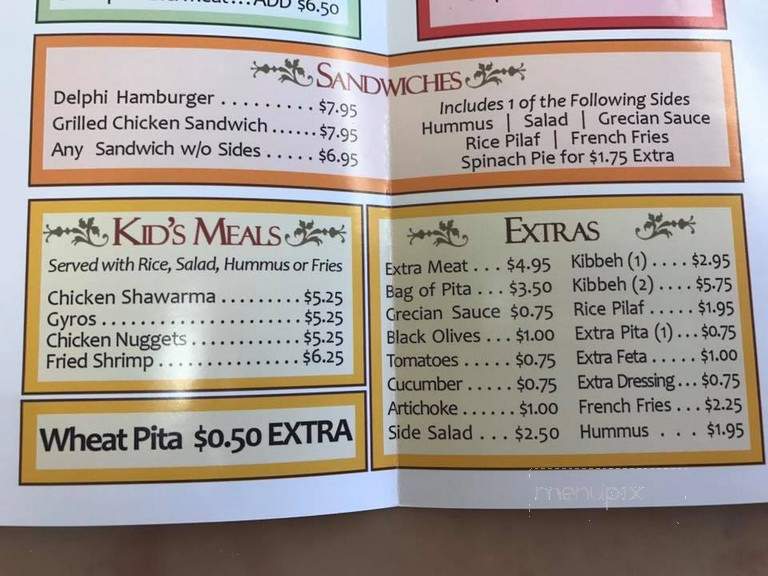 ADD $6.50
SANDWICHES
Delphi Hamburger . . . . . . . . . $7.95
Grilled Chicken Sandwich . . . . . . $7.95
Any Sandwich w/o Sides . . . . . $6.95
Includes 1 of the Following Sides
Hummus | Salad | Grecian Sauce
Rice Pilaf | French Fries
Spinach Pie for $1.75 Extra
KID'S MEALS
Served with Rice, Salad, Hummus or Fries
Chicken Shawarma . . . . . . . . . $5.25
Gyros . . . . . . . . . . . . . . . . . . . . . . $5.25
Chicken Nuggets . . . . . . . . . . . . $5.25
Fried Shrimp . . . . . . . . . . . . . . . $6.25
Wheat Pita $0.50 EXTRA
EXTRAS
Extra Meat . . . $4.95
Bag of Pita . . . $3.50
Grecian Sauce $0.75
Black Olives . . . $1.00
Tomatoes . . . . . $0.75
Cucumber . . . . . $0.75
Artichoke . . . . . . $1.00
Side Salad . . . $2.50
Kibbeh (1) . . . . $2.95
Kibbeh (2) . . . . $5.75
Rice Pilaf . . . . . $1.95
Extra Pita (1) . . . $0.75
Extra Feta . . . . . $1.00
Extra Dressing . . . $0.75
French Fries . . . $2.25
Hummus . . . $1.95
menupix